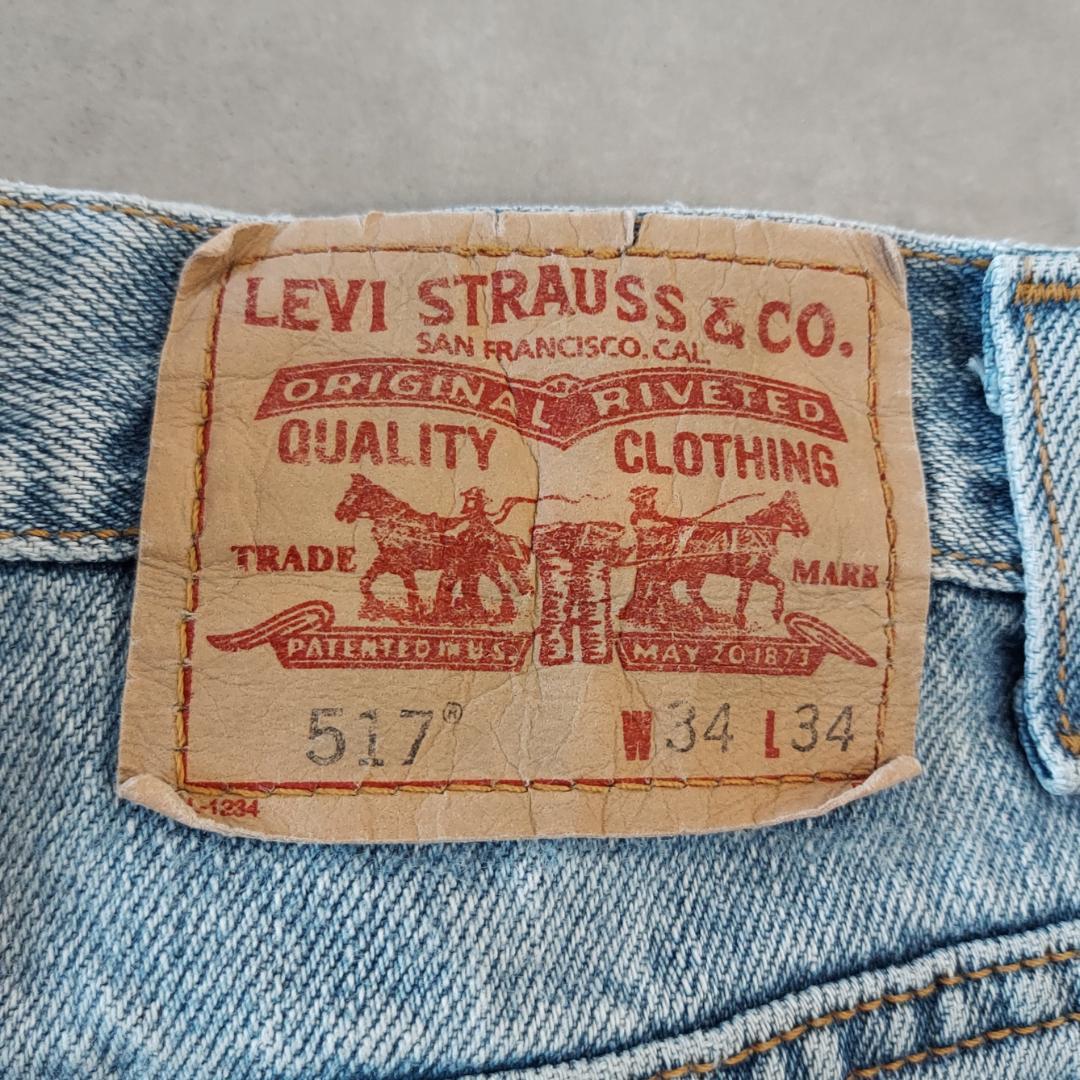 LEVI STRAUSS & CO.
SAN FRANCISCO, CAL.
ORIGINAL RIVETED
QUALITY CLOTHING
TRADE MARK
PATENTED IN U.S. MAY 20 1873
517® W 34 L 34
L-1234